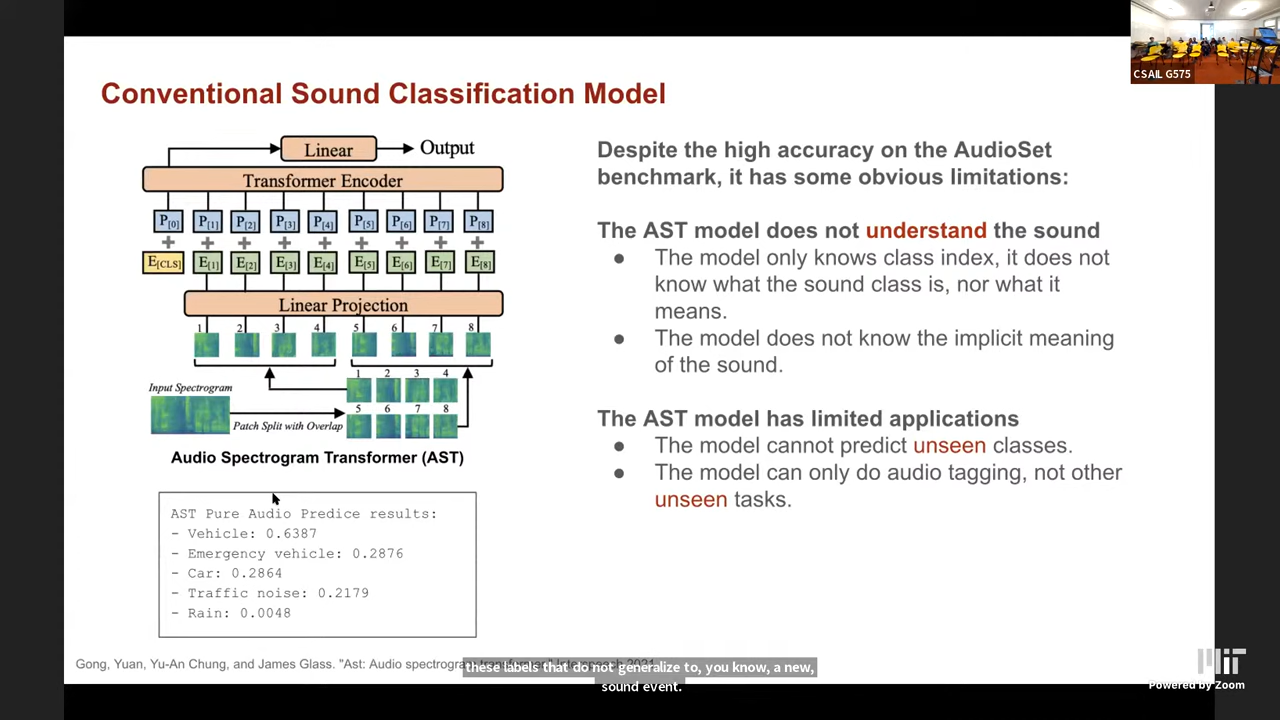 CSAIL G575
Conventional Sound Classification Model
Linear
Output
Transformer Encoder
P[0] P[1] P[2] P[3] P[4] P[5] P[6] P[7] P[8]
+ + + + + + + + +
E[CLS] E[1] E[2] E[3] E[4] E[5] E[6] E[7] E[8]
Linear Projection
1 2 3 4 5 6 7 8
Input Spectrogram
1 2 3 4
5 6 7 8
Patch Split with Overlap
Audio Spectrogram Transformer (AST)
AST Pure Audio Predice results:
- Vehicle: 0.6387
- Emergency vehicle: 0.2876
- Car: 0.2864
- Traffic noise: 0.2179
- Rain: 0.0048
Despite the high accuracy on the AudioSet
benchmark, it has some obvious limitations:
The AST model does not understand the sound
● The model only knows class index, it does not
know what the sound class is, nor what it
means.
● The model does not know the implicit meaning
of the sound.
The AST model has limited applications
● The model cannot predict unseen classes.
● The model can only do audio tagging, not other
unseen tasks.
Gong, Yuan, Yu-An Chung, and James Glass. "Ast: Audio
these labels that do not generalize to, you know, a new,
sound event.
MIT
Powered by Zoom